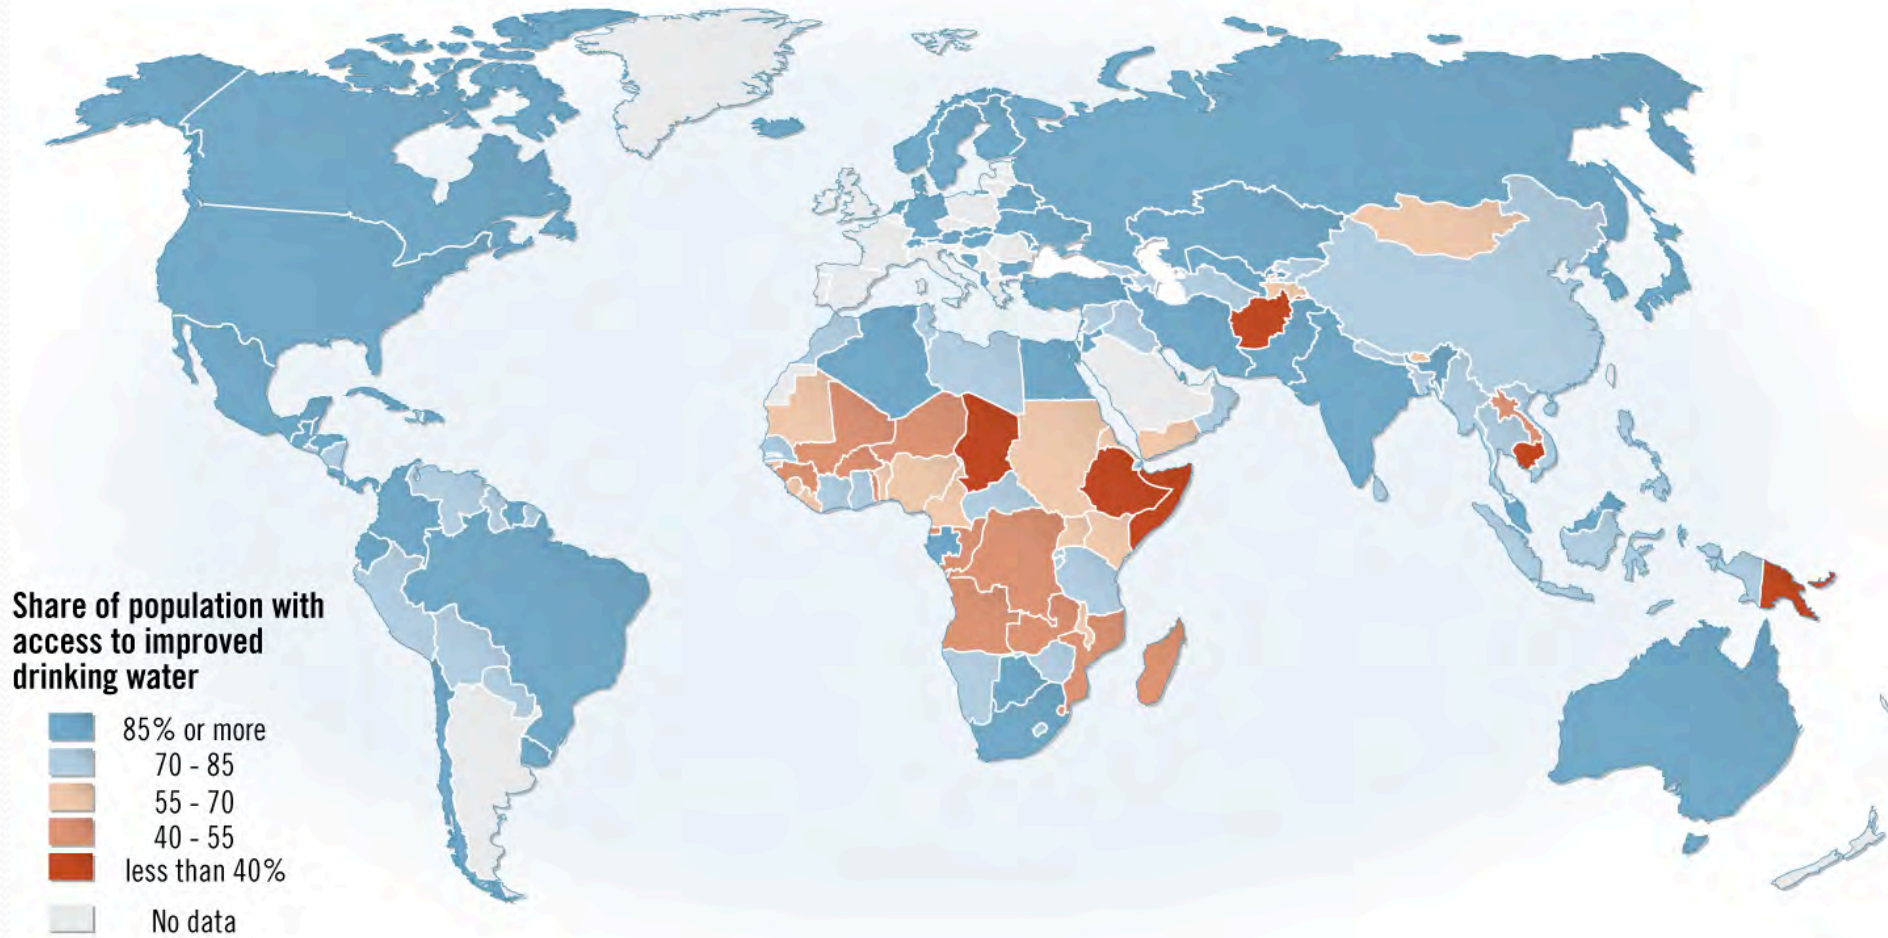 Share of population with
access to improved
drinking water
85% or more
70 - 85
55 - 70
40 - 55
less than 40%
No data